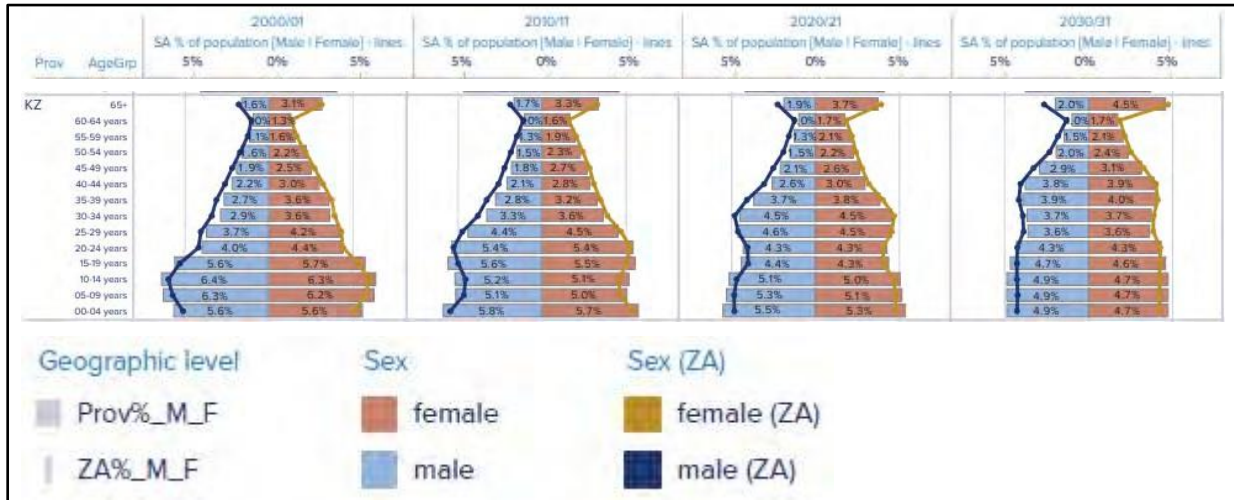 2000/01 2010/11 2020/21 2030/31
SA % of population [Male | Female] - lines SA % of population [Male | Female] - lines SA % of population [Male | Female] - lines SA % of population [Male | Female] - lines
Prov AgeGrp 5% 0% 5% 5% 0% 5% 5% 0% 5% 5% 0% 5%
KZ 65+ 1.6% 3.1% 1.7% 3.3% 1.9% 3.7% 2.0% 4.5%
60-64 years 0% 1.3% 0% 1.6% 0% 1.7% 0% 1.7%
55-59 years .1% 1.6% 1.3% 1.9% 1.3% 2.1% 1.5% 2.1%
50-54 years .6% 2.2% 1.5% 2.3% 1.5% 2.2% 2.0% 2.4%
45-49 years 1.9% 2.5% 1.8% 2.7% 2.1% 2.6% 2.9% 3.1%
40-44 years 2.2% 3.0% 2.1% 2.8% 2.6% 3.0% 3.8% 3.9%
35-39 years 2.7% 3.6% 2.8% 3.2% 3.7% 3.8% 3.9% 4.0%
30-34 years 2.9% 3.6% 3.3% 3.6% 4.5% 4.5% 3.7% 3.7%
25-29 years 3.7% 4.2% 4.4% 4.5% 4.6% 4.5% 3.6% 3.6%
20-24 years 4.0% 4.4% 5.4% 5.4% 4.3% 4.3% 4.3% 4.3%
15-19 years 5.6% 5.7% 5.6% 5.5% 4.4% 4.3% 4.7% 4.6%
10-14 years 6.4% 6.3% 5.2% 5.1% 5.1% 5.0% 4.9% 4.7%
05-09 years 6.3% 6.2% 5.1% 5.0% 5.3% 5.1% 4.9% 4.7%
00-04 years 5.6% 5.6% 5.8% 5.7% 5.5% 5.3% 4.9% 4.7%
Geographic level Sex Sex (ZA)
Prov%_M_F female female (ZA)
ZA%_M_F male male (ZA)